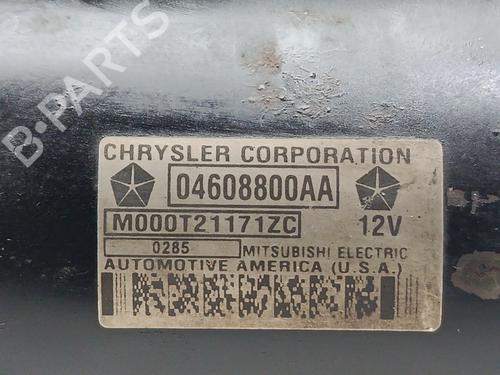 B-PARTS
CHRYSLER CORPORATION
04608800AA
M000T21171ZC 12V
0285 MITSUBISHI ELECTRIC
AUTOMOTIVE AMERICA (U.S.A.)